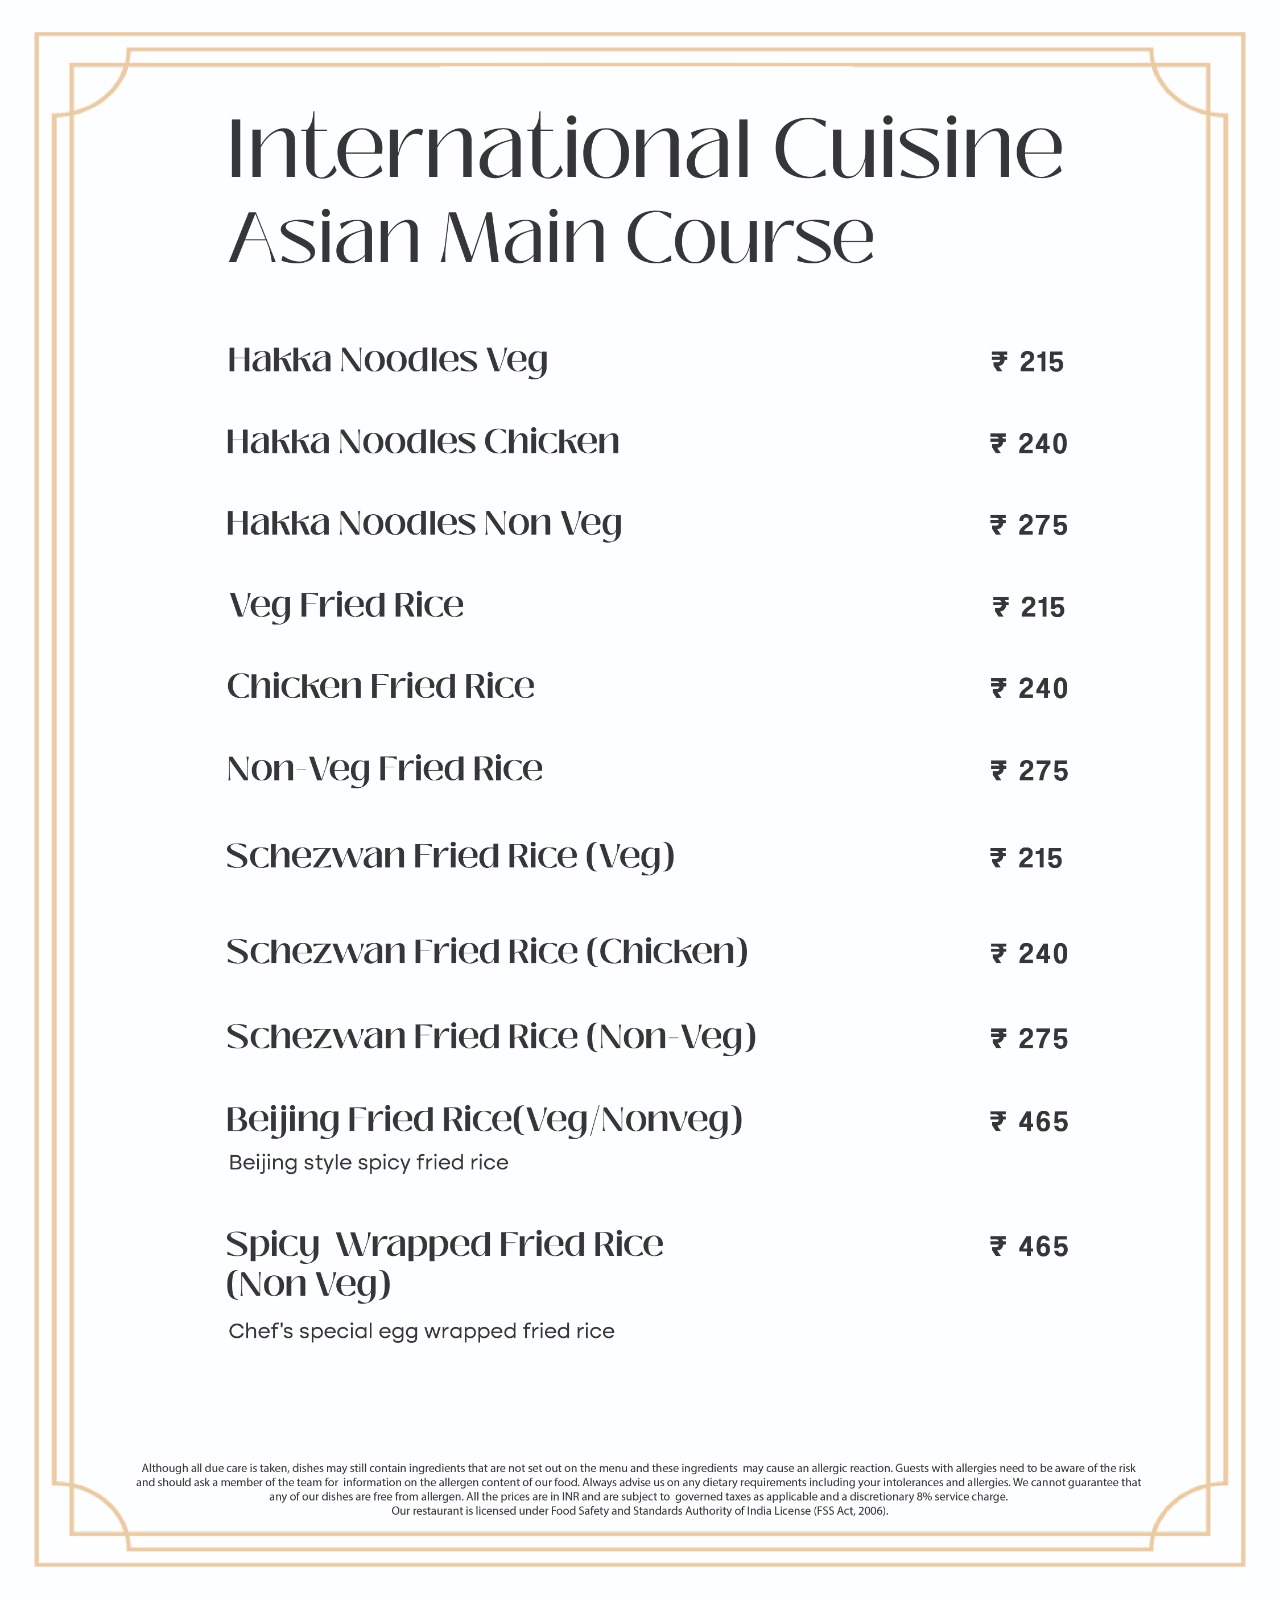 International Cuisine
Asian Main Course
Hakka Noodles Veg ₹ 215
Hakka Noodles Chicken ₹ 240
Hakka Noodles Non Veg ₹ 275
Veg Fried Rice ₹ 215
Chicken Fried Rice ₹ 240
Non-Veg Fried Rice ₹ 275
Schezwan Fried Rice (Veg) ₹ 215
Schezwan Fried Rice (Chicken) ₹ 240
Schezwan Fried Rice (Non-Veg) ₹ 275
Beijing Fried Rice(Veg/Nonveg) ₹ 465
Beijing style spicy fried rice
Spicy Wrapped Fried Rice ₹ 465
(Non Veg)
Chef's special egg wrapped fried rice
Although all due care is taken, dishes may still contain ingredients that are not set out on the menu and these ingredients may cause an allergic reaction. Guests with allergies need to be aware of the risk
and should ask a member of the team for information on the allergen content of our food. Always advise us on any dietary requirements including your intolerances and allergies. We cannot guarantee that
any of our dishes are free from allergen. All the prices are in INR and are subject to governed taxes as applicable and a discretionary 8% service charge.
Our restaurant is licensed under Food Safety and Standards Authority of India License (FSS Act, 2006).